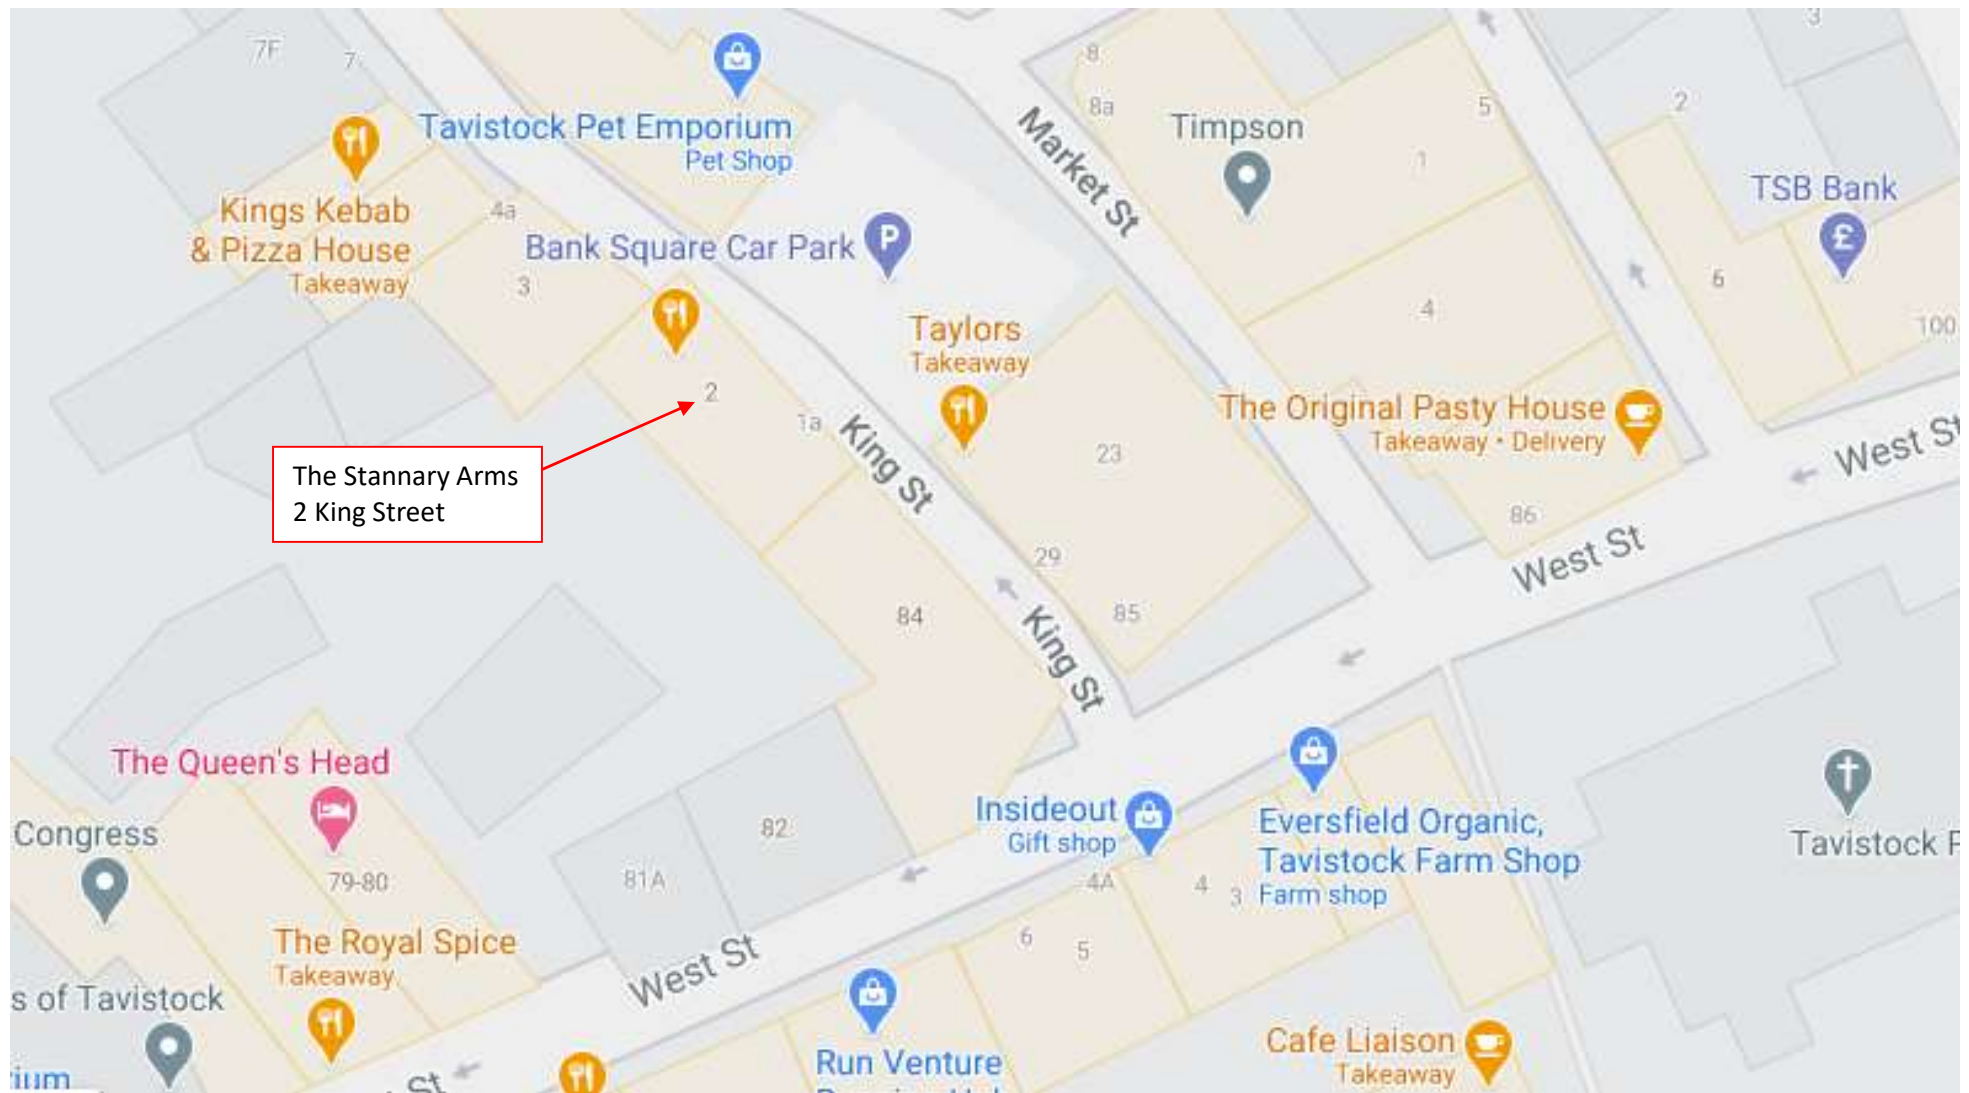 7F
7
3
8
8a
Tavistock Pet Emporium
Pet Shop
Market St
Timpson
5
1
2
TSB Bank
Kings Kebab
& Pizza House
Takeaway
4a
3
Bank Square Car Park
P
£
6
100
4
Taylors
Takeaway
The Original Pasty House
Takeaway • Delivery
2
1a
King St
23
West St
The Stannary Arms
2 King Street
86
West St
29
84
85
King St
The Queen's Head
Insideout
Gift shop
Eversfield Organic,
Tavistock Farm Shop
Farm shop
Congress
82
81A
79-80
4A
4
3
Tavistock
The Royal Spice
Takeaway
6
5
West St
s of Tavistock
Run Venture
Cafe Liaison
Takeaway
St